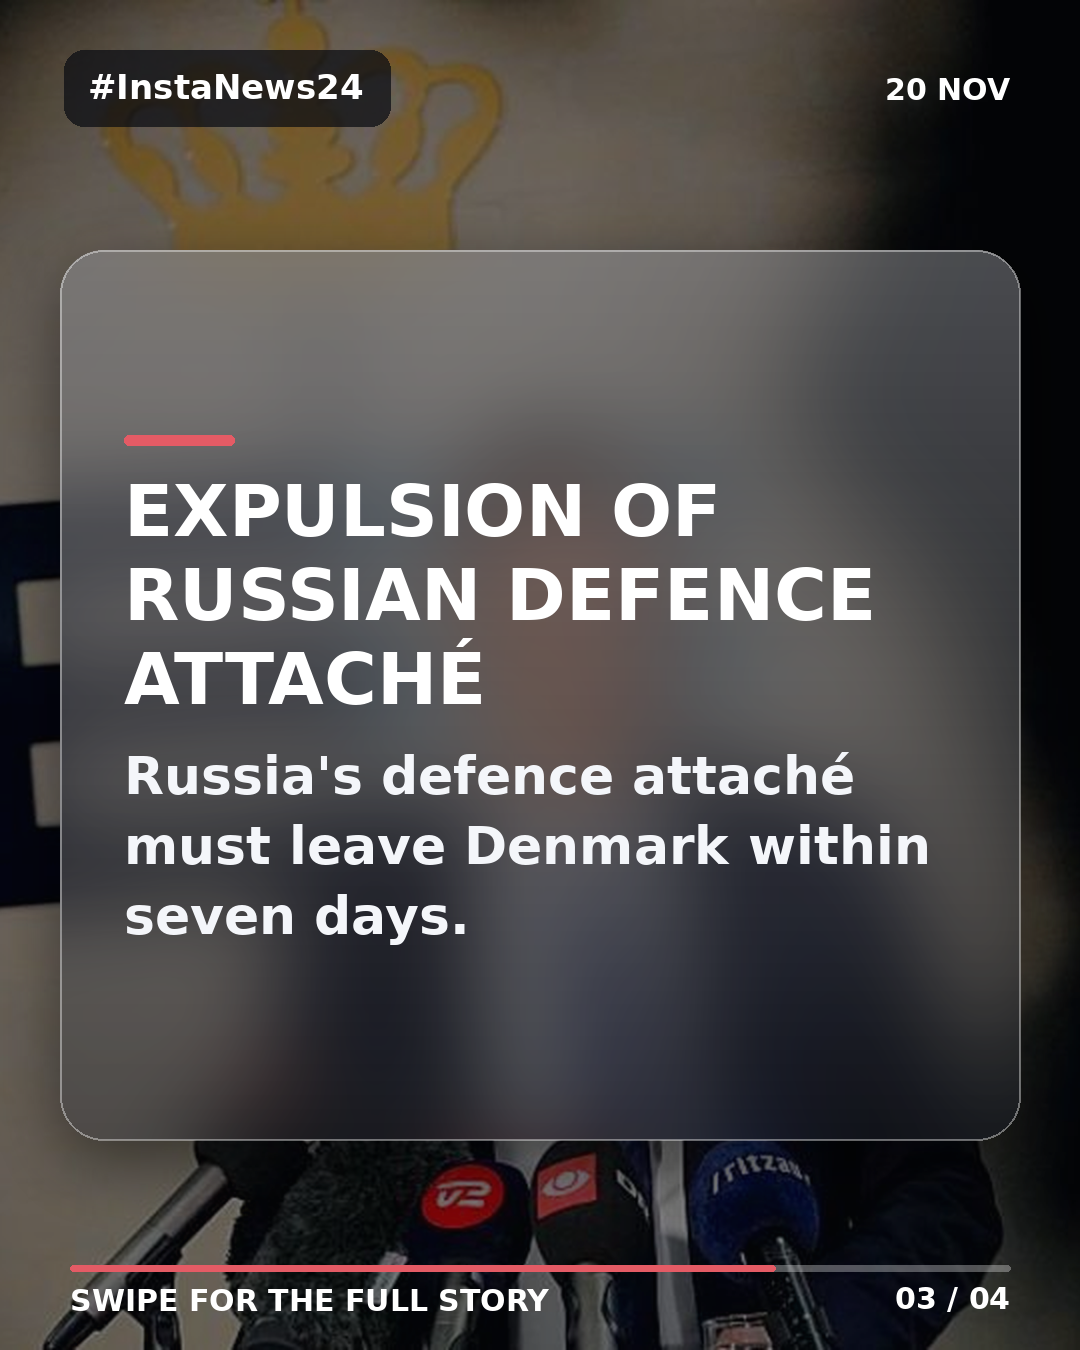 #InstaNews24
20 NOV
EXPULSION OF
RUSSIAN DEFENCE
ATTACHÉ
Russia's defence attaché
must leave Denmark within
seven days.
ritzau
SWIPE FOR THE FULL STORY
03 / 04